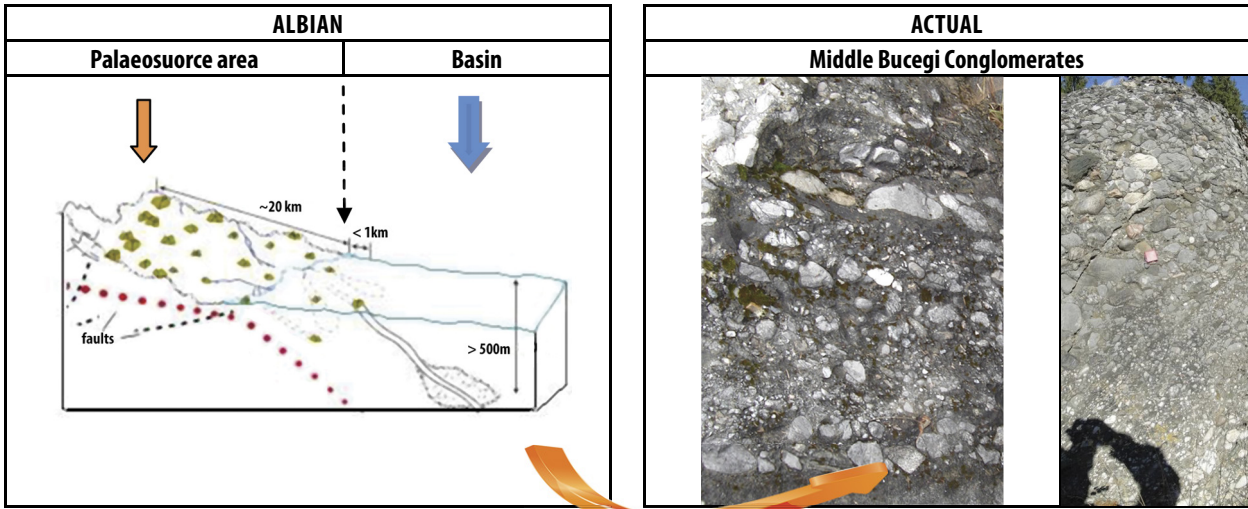 ALBIAN
Palaeosuorce area
Basin
~20 km
< 1km
faults
> 500m
ACTUAL
Middle Bucegi Conglomerates